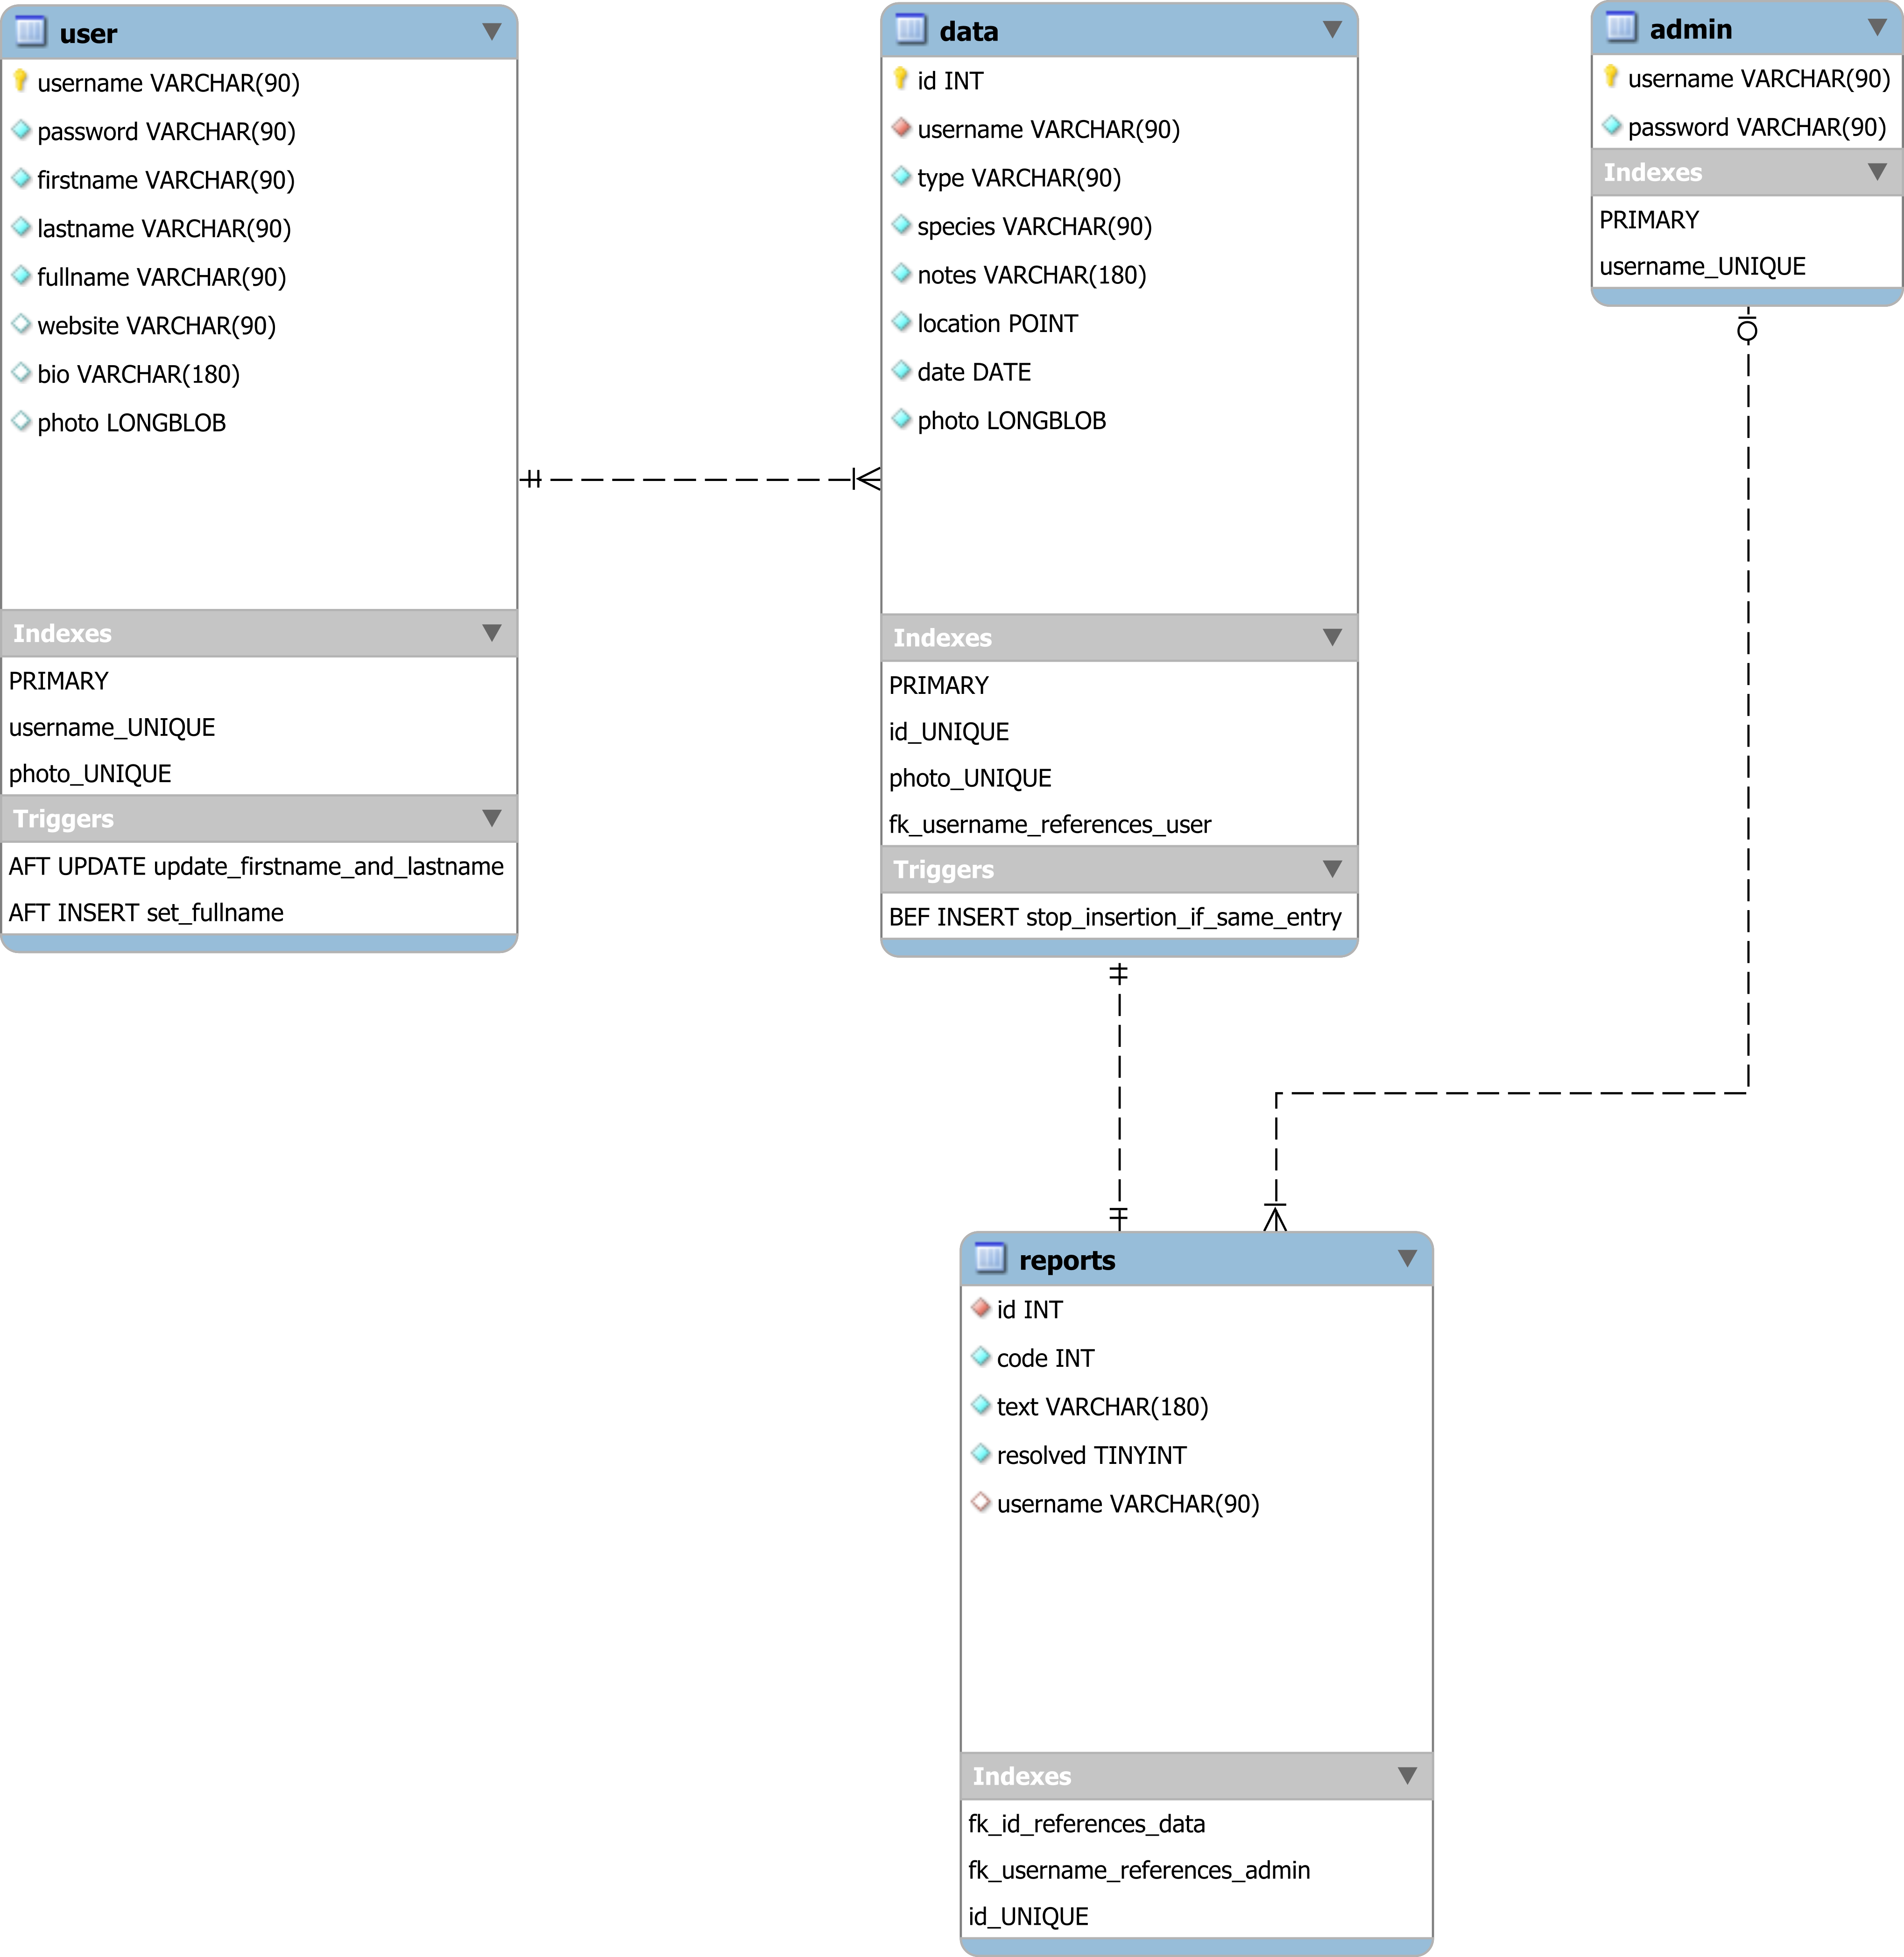 user
username VARCHAR(90)
password VARCHAR(90)
firstname VARCHAR(90)
lastname VARCHAR(90)
fullname VARCHAR(90)
website VARCHAR(90)
bio VARCHAR(180)
photo LONGBLOB
Indexes
PRIMARY
username_UNIQUE
photo_UNIQUE
Triggers
AFT UPDATE update_firstname_and_lastname
AFT INSERT set_fullname
data
id INT
username VARCHAR(90)
type VARCHAR(90)
species VARCHAR(90)
notes VARCHAR(180)
location POINT
date DATE
photo LONGBLOB
Indexes
PRIMARY
id_UNIQUE
photo_UNIQUE
fk_username_references_user
Triggers
BEF INSERT stop_insertion_if_same_entry
admin
username VARCHAR(90)
password VARCHAR(90)
Indexes
PRIMARY
username_UNIQUE
reports
id INT
code INT
text VARCHAR(180)
resolved TINYINT
username VARCHAR(90)
Indexes
fk_id_references_data
fk_username_references_admin
id_UNIQUE